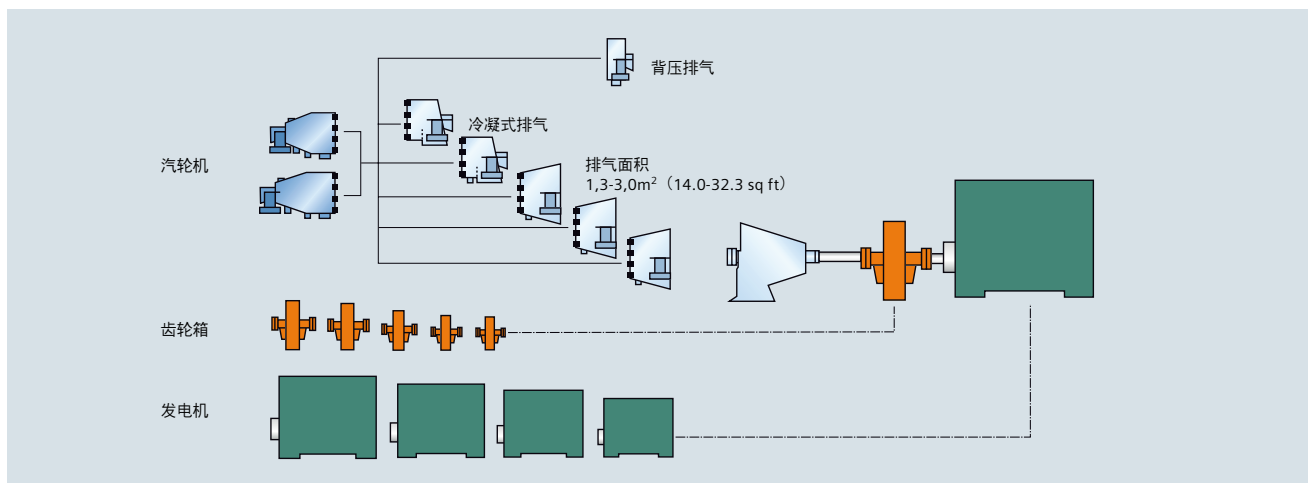 背压排气
冷凝式排气
汽轮机
排气面积
1,3-3,0m²（14.0-32.3 sq ft）
齿轮箱
发电机